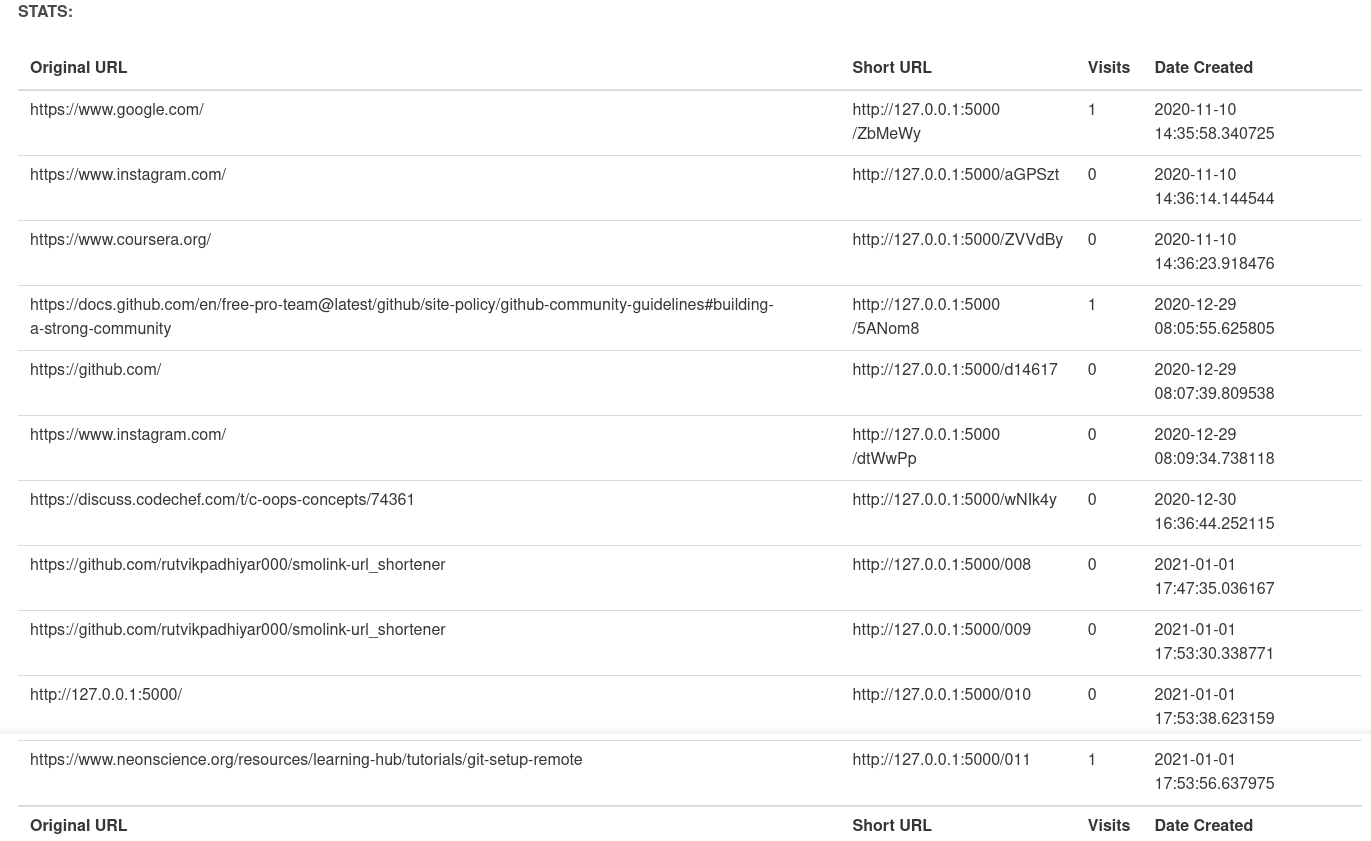 STATS:
Original URL Short URL Visits Date Created
https://www.google.com/ http://127.0.0.1:5000 1 2020-11-10
/ZbMeWy 14:35:58.340725
https://www.instagram.com/ http://127.0.0.1:5000/aGPSzt 0 2020-11-10
14:36:14.144544
https://www.coursera.org/ http://127.0.0.1:5000/ZVVdBy 0 2020-11-10
14:36:23.918476
https://docs.github.com/en/free-pro-team@latest/github/site-policy/github-community-guidelines#building- http://127.0.0.1:5000 1 2020-12-29
a-strong-community /5ANom8 08:05:55.625805
https://github.com/ http://127.0.0.1:5000/d14617 0 2020-12-29
08:07:39.809538
https://www.instagram.com/ http://127.0.0.1:5000 0 2020-12-29
/dtWwPp 08:09:34.738118
https://discuss.codechef.com/t/c-oops-concepts/74361 http://127.0.0.1:5000/wNIk4y 0 2020-12-30
16:36:44.252115
https://github.com/rutvikpadhiyar000/smolink-url_shortener http://127.0.0.1:5000/008 0 2021-01-01
17:47:35.036167
https://github.com/rutvikpadhiyar000/smolink-url_shortener http://127.0.0.1:5000/009 0 2021-01-01
17:53:30.338771
http://127.0.0.1:5000/ http://127.0.0.1:5000/010 0 2021-01-01
17:53:38.623159
https://www.neonscience.org/resources/learning-hub/tutorials/git-setup-remote http://127.0.0.1:5000/011 1 2021-01-01
17:53:56.637975
Original URL Short URL Visits Date Created